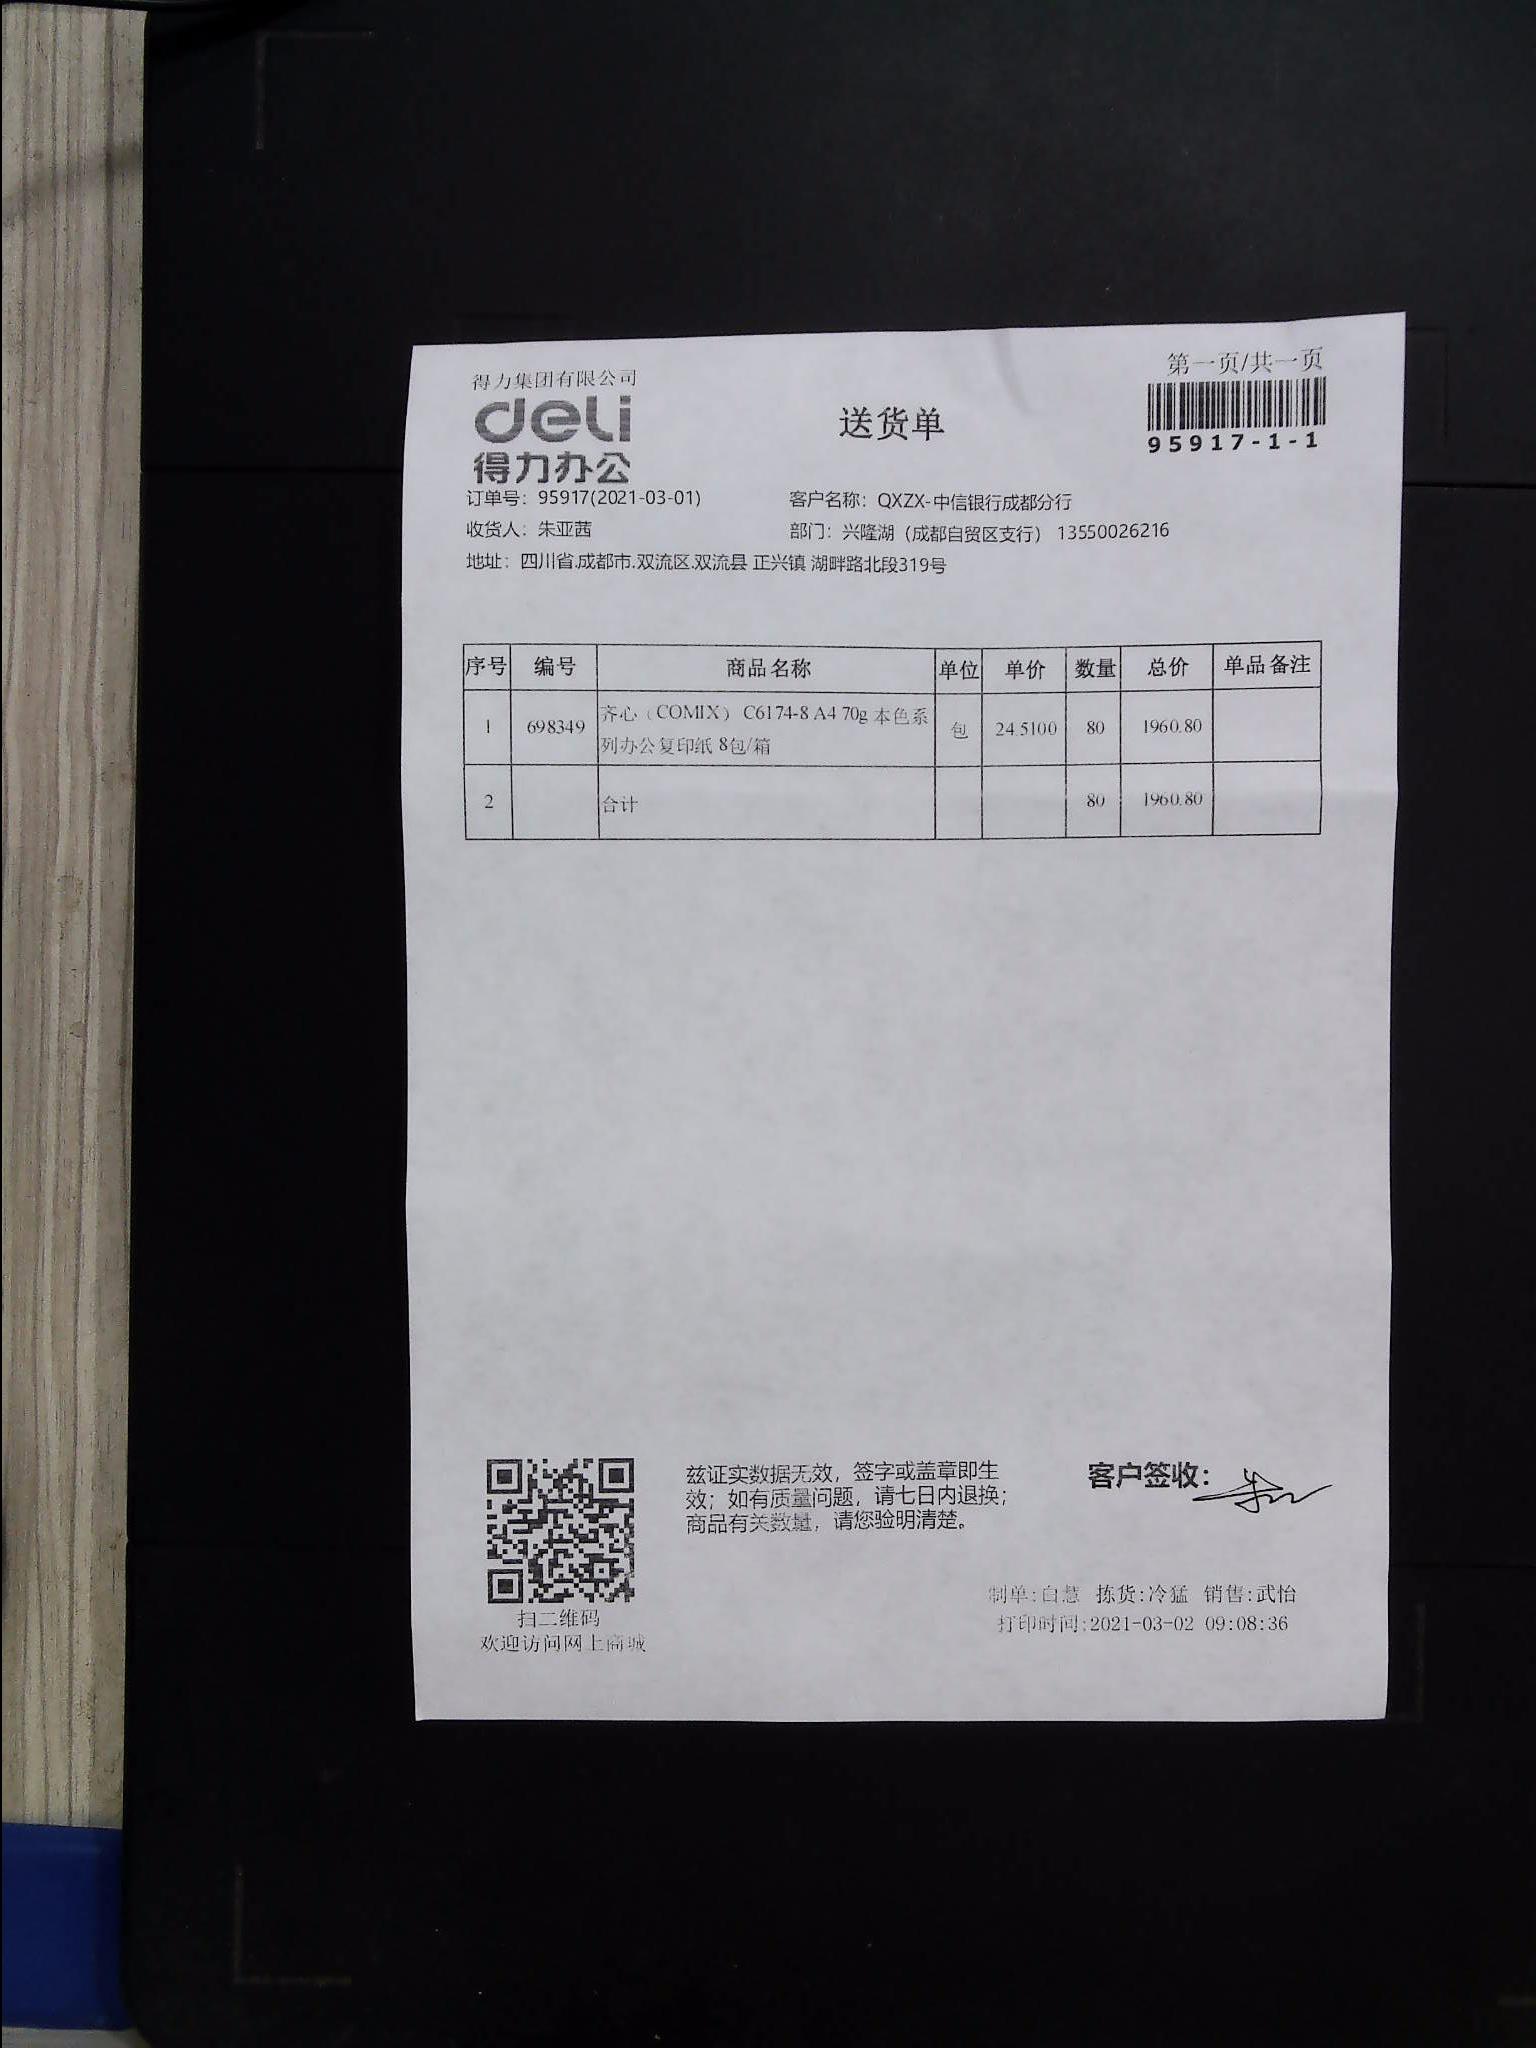 第一页/共一页
得力集团有限公司
deli
得力办公
送货单
95917-1-1
订单号：95917(2021-03-01)
客户名称：QXZX-中信银行成都分行
收货人：朱亚茜
部门：兴隆湖（成都自贸区支行） 13550026216
地址：四川省.成都市.双流区.双流县 正兴镇 湖畔路北段319号
序号 编号 商品名称 单位 单价 数量 总价 单品备注
1 698349 齐心（COMIX） C6174-8 A4 70g 本色系 包 24.5100 80 1960.80
列办公复印纸 8包/箱
2 合计 80 1960.80
兹证实数据无效，签字或盖章即生
效；如有质量问题，请七日内退换；
商品有关数量，请您验明清楚。
客户签收：
扫二维码
欢迎访问网上商城
制单:白慧 拣货:冷猛 销售:武怡
打印时间:2021-03-02 09:08:36